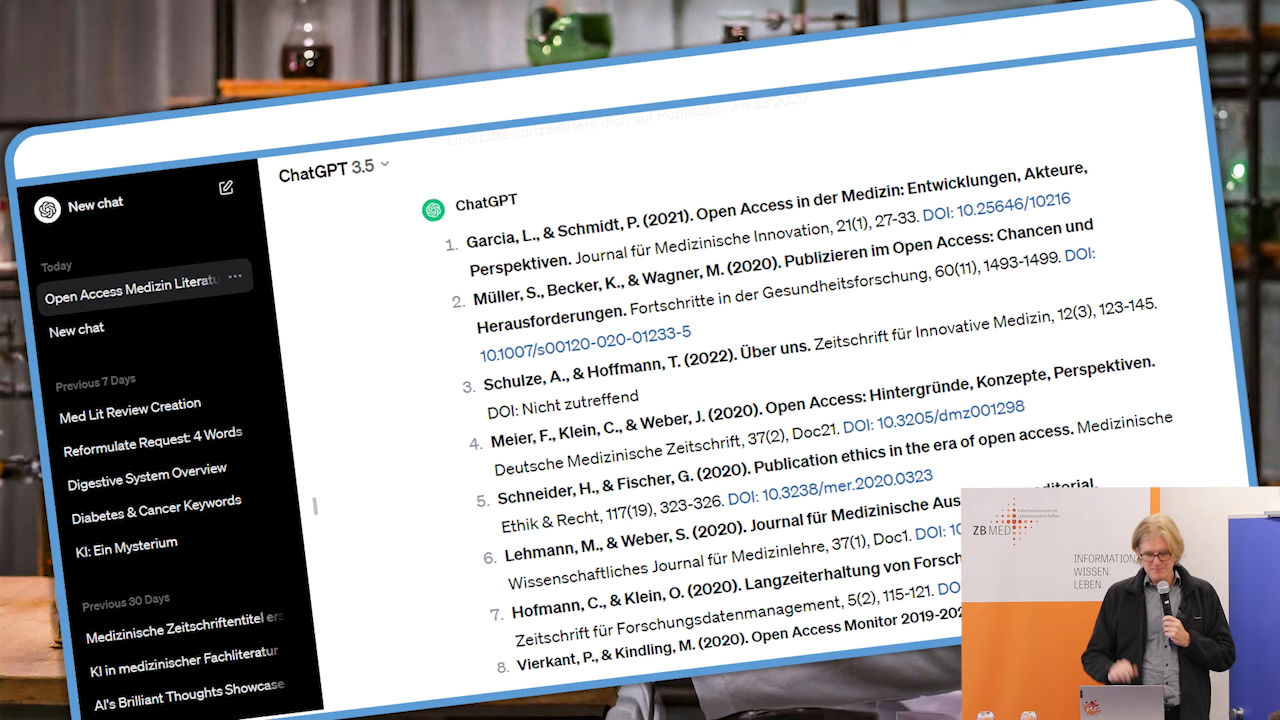 Und bitte konzentriere dich auf Publikationen ab 2020
New chat
ChatGPT 3.5
Today
Open Access Medizin Literatu
New chat
Previous 7 Days
Med Lit Review Creation
Reformulate Request: 4 Words
Digestive System Overview
Diabetes & Cancer Keywords
KI: Ein Mysterium
Previous 30 Days
Medizinische Zeitschriftentitel ers
KI in medizinischer Fachliteratur
AI's Brilliant Thoughts Showcase
ChatGPT
1. Garcia, L., & Schmidt, P. (2021). Open Access in der Medizin: Entwicklungen, Akteure,
Perspektiven. Journal für Medizinische Innovation, 21(1), 27-33. DOI: 10.25646/10216
2. Müller, S., Becker, K., & Wagner, M. (2020). Publizieren im Open Access: Chancen und
Herausforderungen. Fortschritte in der Gesundheitsforschung, 60(11), 1493-1499. DOI:
10.1007/s00120-020-01233-5
3. Schulze, A., & Hoffmann, T. (2022). Über uns. Zeitschrift für Innovative Medizin, 12(3), 123-145.
DOI: Nicht zutreffend
4. Meier, F., Klein, C., & Weber, J. (2020). Open Access: Hintergründe, Konzepte, Perspektiven.
Deutsche Medizinische Zeitschrift, 37(2), Doc21. DOI: 10.3205/dmz001298
5. Schneider, H., & Fischer, G. (2020). Publication ethics in the era of open access. Medizinische
Ethik & Recht, 117(19), 323-326. DOI: 10.3238/mer.2020.0323
6. Lehmann, M., & Weber, S. (2020). Journal für Medizinische Aus
Wissenschaftliches Journal für Medizinlehre, 37(1), Doc1. DOI: 10
7. Hofmann, C., & Klein, O. (2020). Langzeiterhaltung von Forsch
Zeitschrift für Forschungsdatenmanagement, 5(2), 115-121. DO
8. Vierkant, P., & Kindling, M. (2020). Open Access Monitor 2019-202
ZB MED
INFORMATION.
WISSEN.
LEBEN.